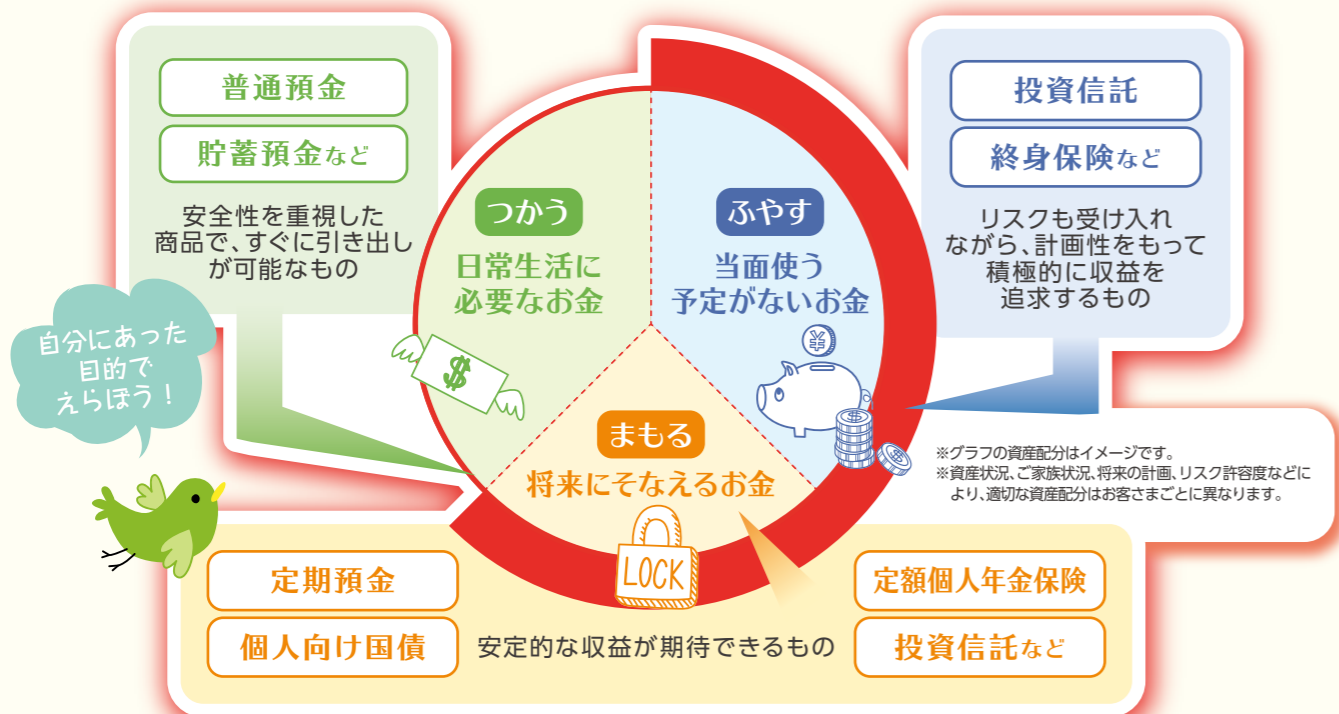 普通預金
貯蓄預金など
安全性を重視した
商品で、すぐに引き出し
が可能なもの
投資信託
終身保険など
リスクも受け入れ
ながら、計画性をもって
積極的に収益を
追求するもの
つかう
日常生活に
必要なお金
$
ふやす
当面使う
予定がないお金
¥
$
$
まもる
将来にそなえるお金
LOCK
自分にあった
目的で
えらぼう!
※グラフの資産配分はイメージです。
※資産状況、ご家族状況、将来の計画、リスク許容度などに
より、適切な資産配分はお客さまごとに異なります。
定期預金
個人向け国債
安定的な収益が期待できるもの
定額個人年金保険
投資信託など